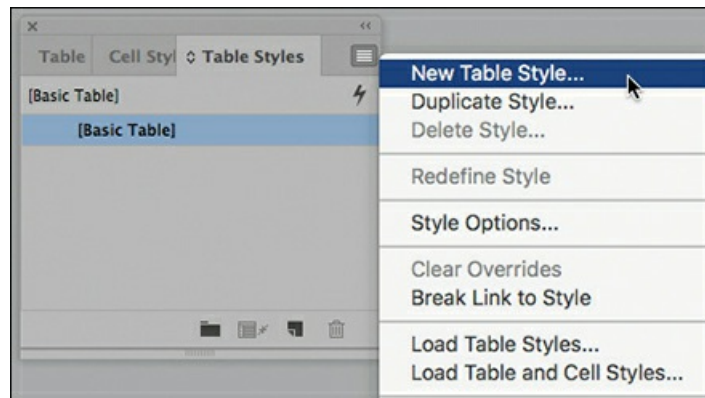 Table Cell Styl Table Styles
[Basic Table]
[Basic Table]
New Table Style...
Duplicate Style...
Delete Style...
Redefine Style
Style Options...
Clear Overrides
Break Link to Style
Load Table Styles...
Load Table and Cell Styles...